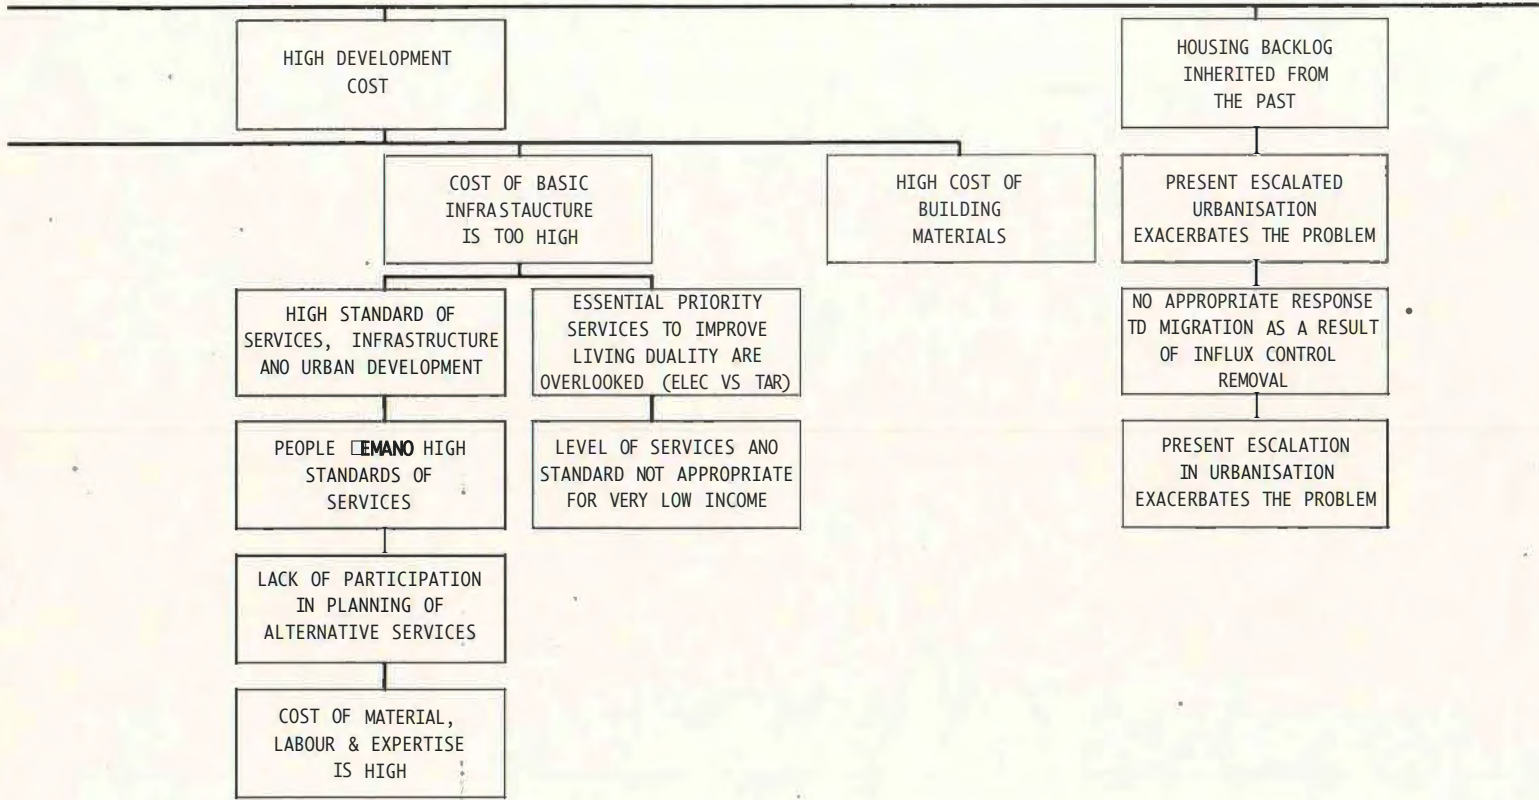 HIGH DEVELOPMENT
COST
HOUSING BACKLOG
INHERITED FROM
THE PAST
COST OF BASIC
INFRASTAUCTURE
IS TOO HIGH
HIGH COST OF
BUILDING
MATERIALS
PRESENT ESCALATED
URBANISATION
EXACERBATES THE PROBLEM
HIGH STANDARD OF
SERVICES, INFRASTRUCTURE
ANO URBAN DEVELOPMENT
ESSENTIAL PRIORITY
SERVICES TO IMPROVE
LIVING DUALITY ARE
OVERLOOKED (ELEC VS TAR)
NO APPROPRIATE RESPONSE
TD MIGRATION AS A RESULT
OF INFLUX CONTROL
REMOVAL
PEOPLE □EMANO HIGH
STANDARDS OF
SERVICES
LEVEL OF SERVICES ANO
STANDARD NOT APPROPRIATE
FOR VERY LOW INCOME
PRESENT ESCALATION
IN URBANISATION
EXACERBATES THE PROBLEM
LACK OF PARTICIPATION
IN PLANNING OF
ALTERNATIVE SERVICES
COST OF MATERIAL,
LABOUR & EXPERTISE
IS HIGH